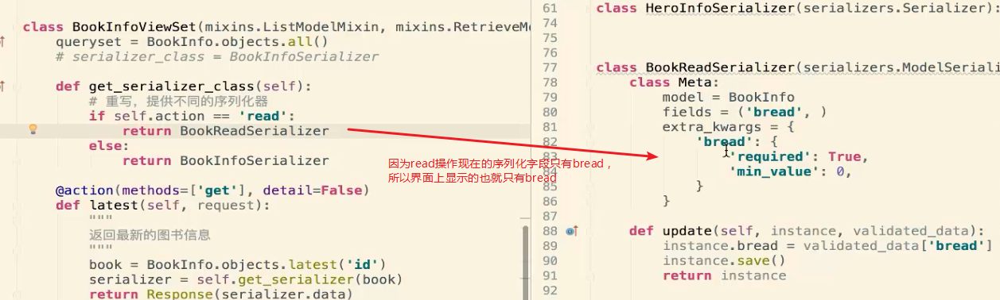 class BookInfoViewSet(mixins.ListModelMixin, mixins.RetrieveMo
queryset = BookInfo.objects.all()
# serializer_class = BookInfoSerializer
def get_serializer_class(self):
# 重写，提供不同的序列化器
if self.action == 'read':
return BookReadSerializer
else:
return BookInfoSerializer
@action(methods=['get'], detail=False)
def latest(self, request):
"""
返回最新的图书信息
"""
book = BookInfo.objects.latest('id')
serializer = self.get_serializer(book)
return Response(serializer.data)
因为read操作现在的序列化字段只有bread，
所以界面上显示的也就只有bread
61 class HeroInfoSerializer(serializers.Serializer):
74
75
76
77 class BookReadSerializer(serializers.ModelSeriali
78 class Meta:
79 model = BookInfo
80 fields = ('bread', )
81 extra_kwargs = {
82 'bread': {
83 'required': True,
84 'min_value': 0,
85 }
86 }
87
88 def update(self, instance, validated_data):
89 instance.bread = validated_data['bread']
90 instance.save()
91 return instance
92